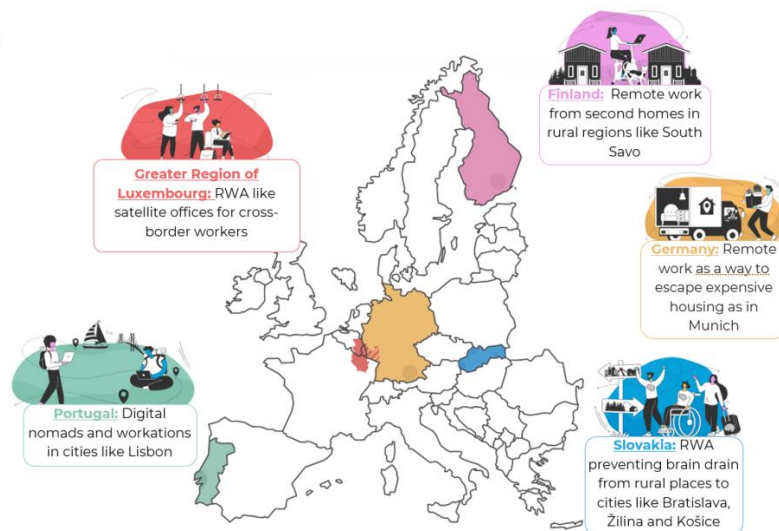 Finland: Remote work
from second homes in
rural regions like South
Savo
Greater Region of
Luxembourg: RWA like
satellite offices for cross-
border workers
Germany: Remote
work as a way to
escape expensive
housing as in
Munich
Portugal: Digital
nomads and workations
in cities like Lisbon
Slovakia: RWA
preventing brain drain
from rural places to
cities like Bratislava,
Žilina and Košice